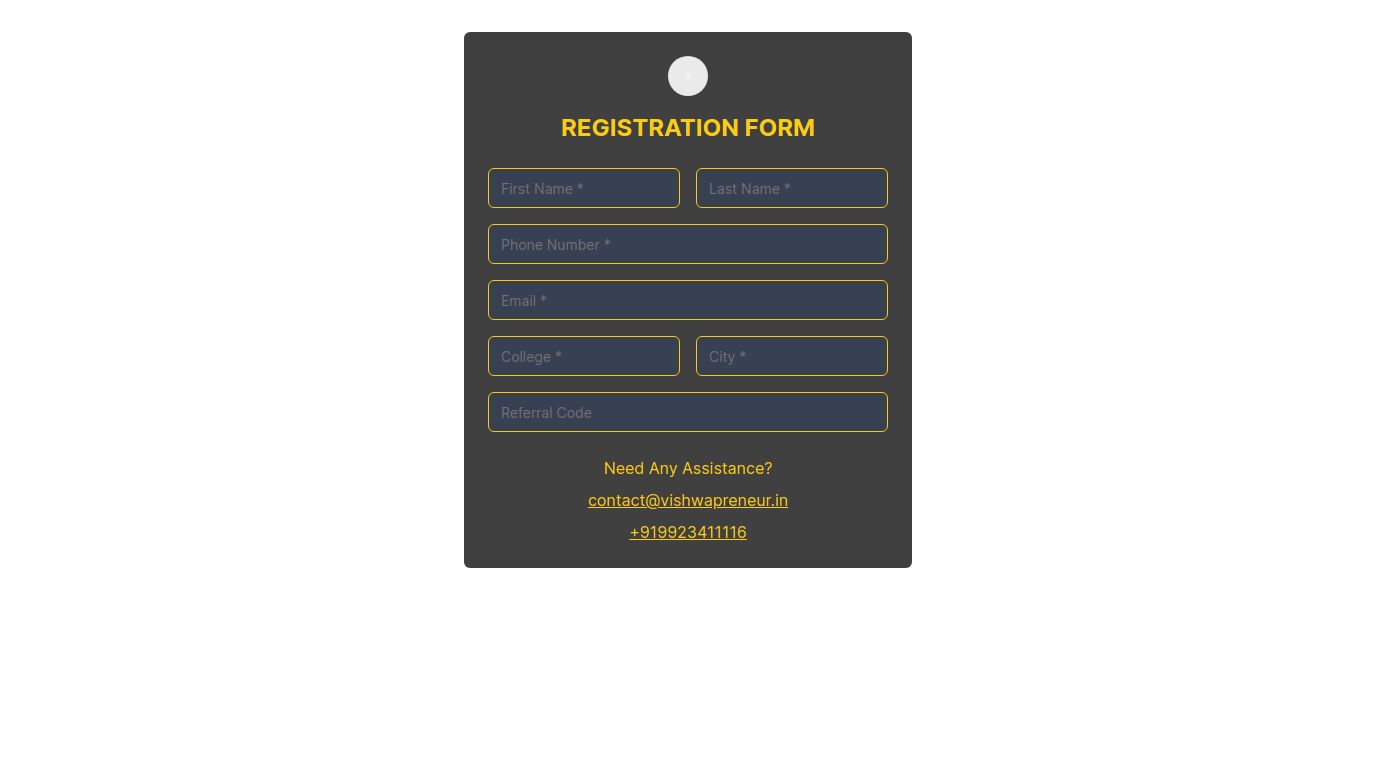 REGISTRATION FORM
First Name * Last Name *
Phone Number *
Email *
College * City *
Referral Code
Need Any Assistance?
contact@vishwapreneur.in
+919923411116